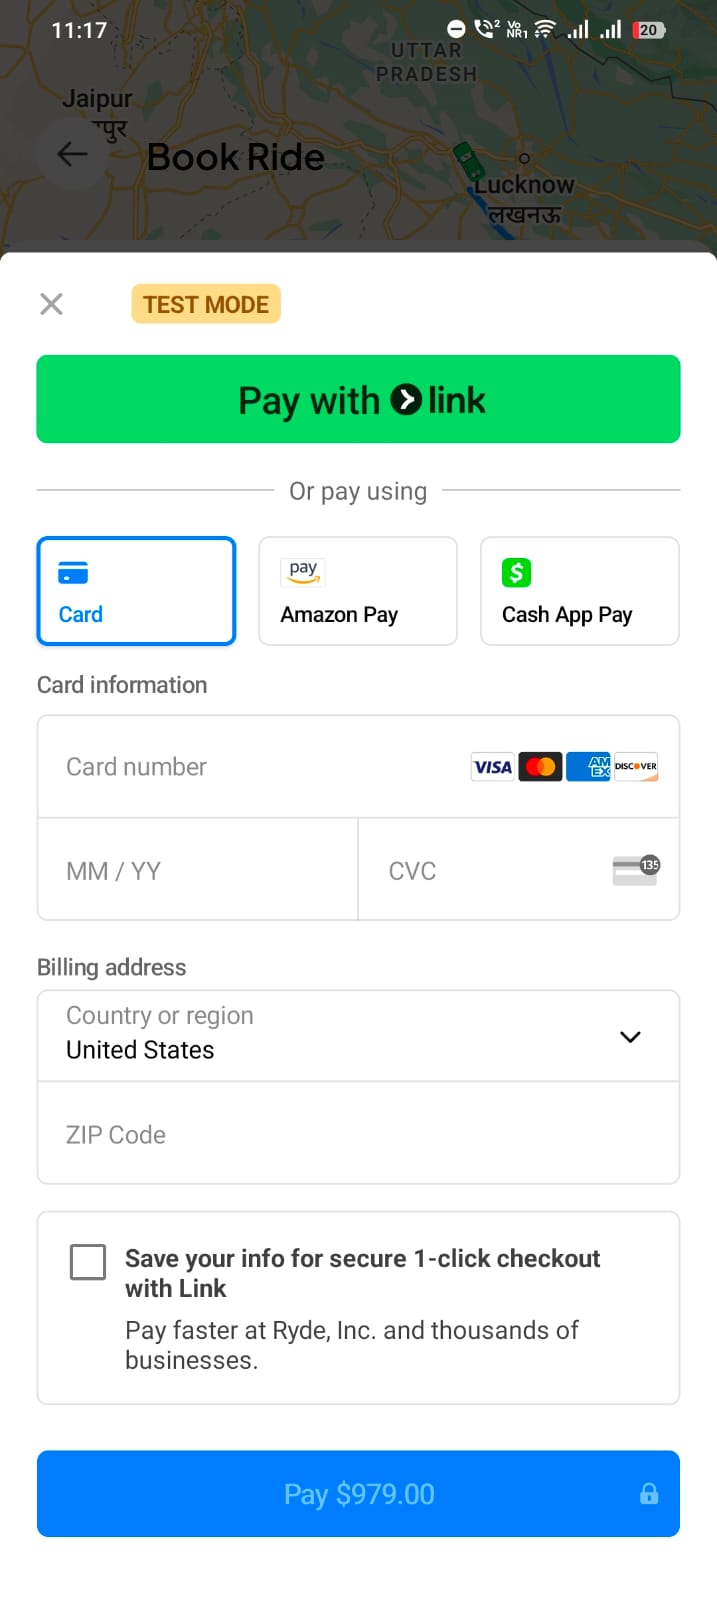 11:17
Vo
NR1
20
UTTAR
PRADESH
Jaipur
पुर
Book Ride
Lucknow
लखनऊ
TEST MODE
Pay with link
Or pay using
Card
pay
Amazon Pay
$
Cash App Pay
Card information
Card number
VISA
AM
EX
DISCOVER
MM / YY
CVC
135
Billing address
Country or region
United States
ZIP Code
Save your info for secure 1-click checkout
with Link
Pay faster at Ryde, Inc. and thousands of
businesses.
Pay $979.00